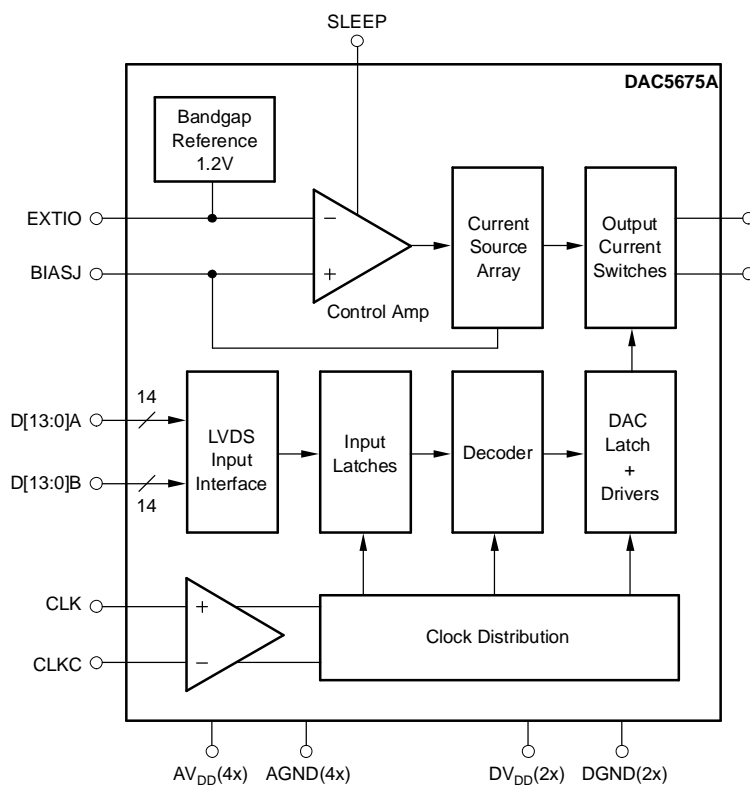 SLEEP
DAC5675A
Bandgap
Reference
1.2V
EXTIO
BIASJ
−
+
Control Amp
Current
Source
Array
Output
Current
Switches
D[13:0]A
14
D[13:0]B
14
LVDS
Input
Interface
Input
Latches
Decoder
DAC
Latch
+
Drivers
CLK
CLKC
+
−
Clock Distribution
AVDD(4x)
AGND(4x)
DVDD(2x)
DGND(2x)